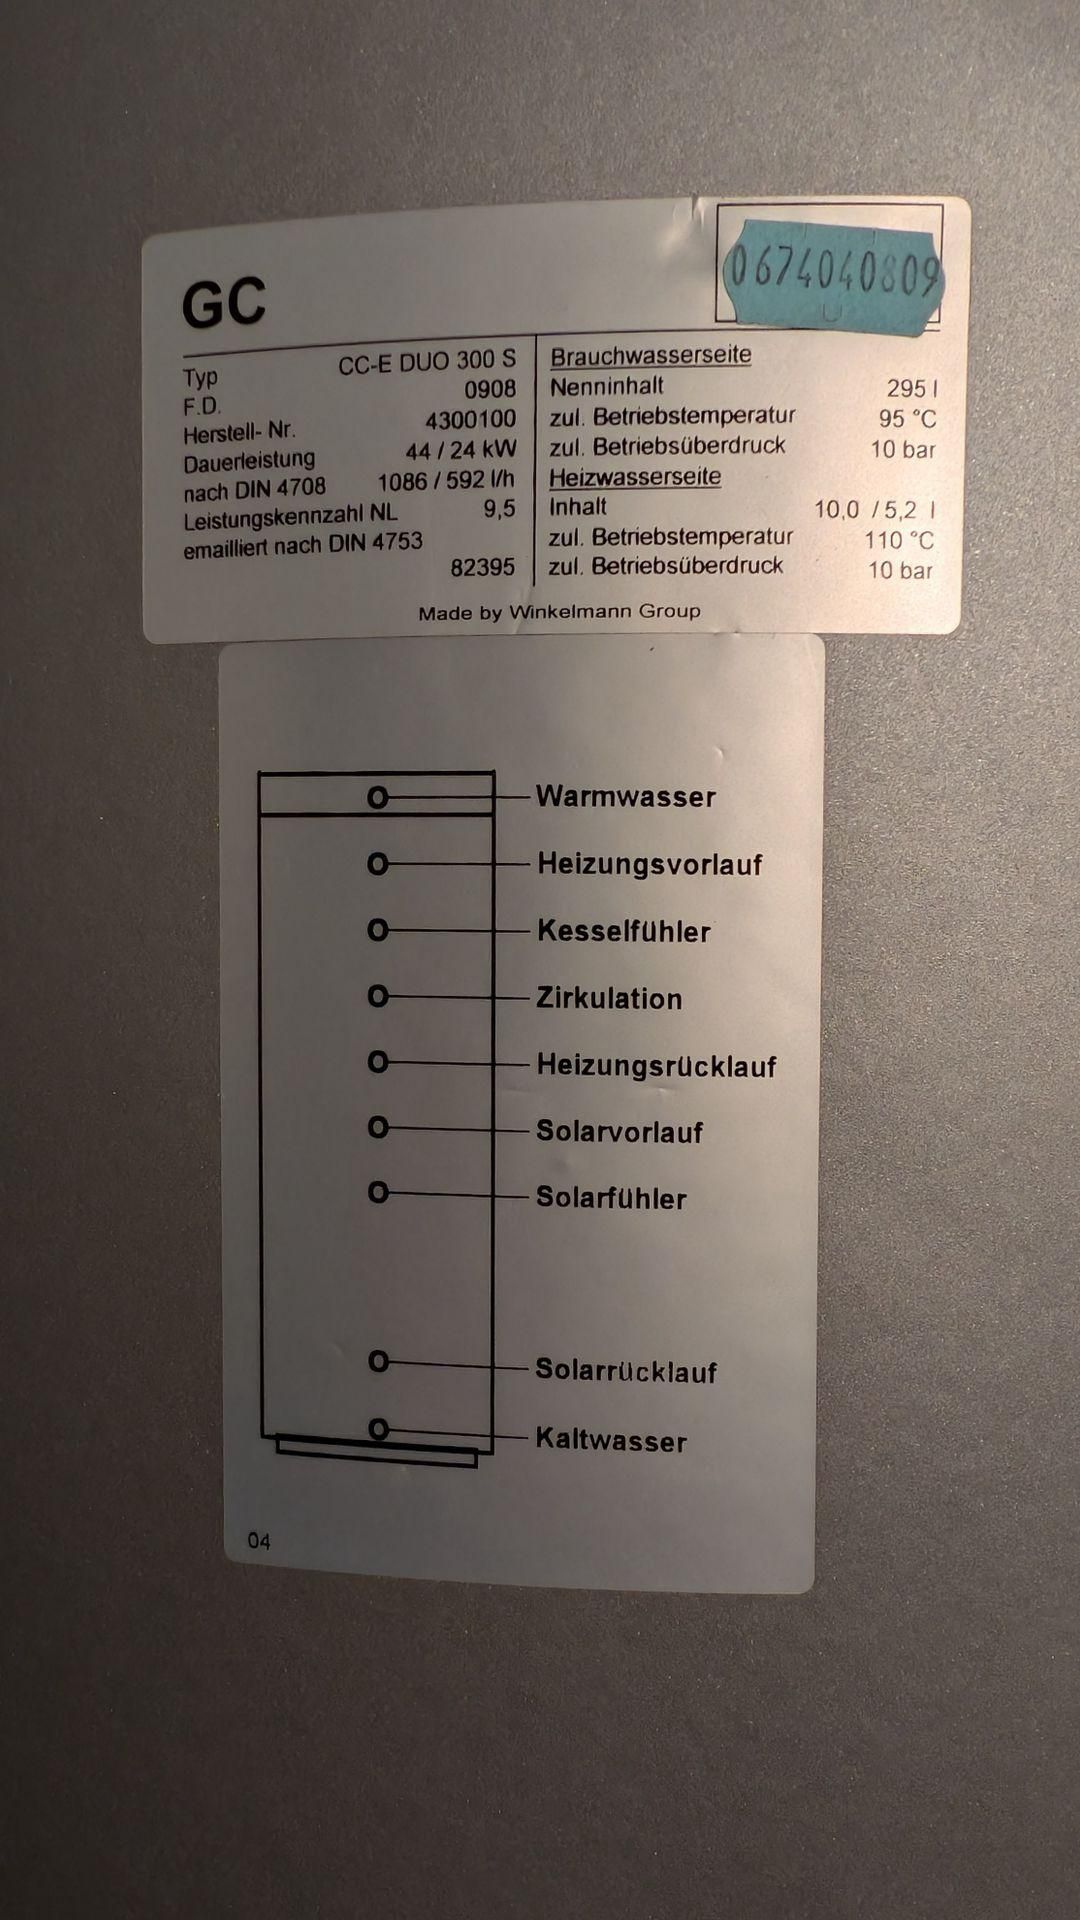 GC
0674040809
Typ CC-E DUO 300 S
F.D. 0908
Herstell- Nr. 4300100
Dauerleistung 44 / 24 kW
nach DIN 4708 1086 / 592 l/h
Leistungskennzahl NL 9,5
emailliert nach DIN 4753
82395
Brauchwasserseite
Nenninhalt 295 l
zul. Betriebstemperatur 95 °C
zul. Betriebsüberdruck 10 bar
Heizwasserseite
Inhalt 10,0 / 5,2 l
zul. Betriebstemperatur 110 °C
zul. Betriebsüberdruck 10 bar
Made by Winkelmann Group
Warmwasser
Heizungsvorlauf
Kesselfühler
Zirkulation
Heizungsrücklauf
Solarvorlauf
Solarfühler
Solarrücklauf
Kaltwasser
04